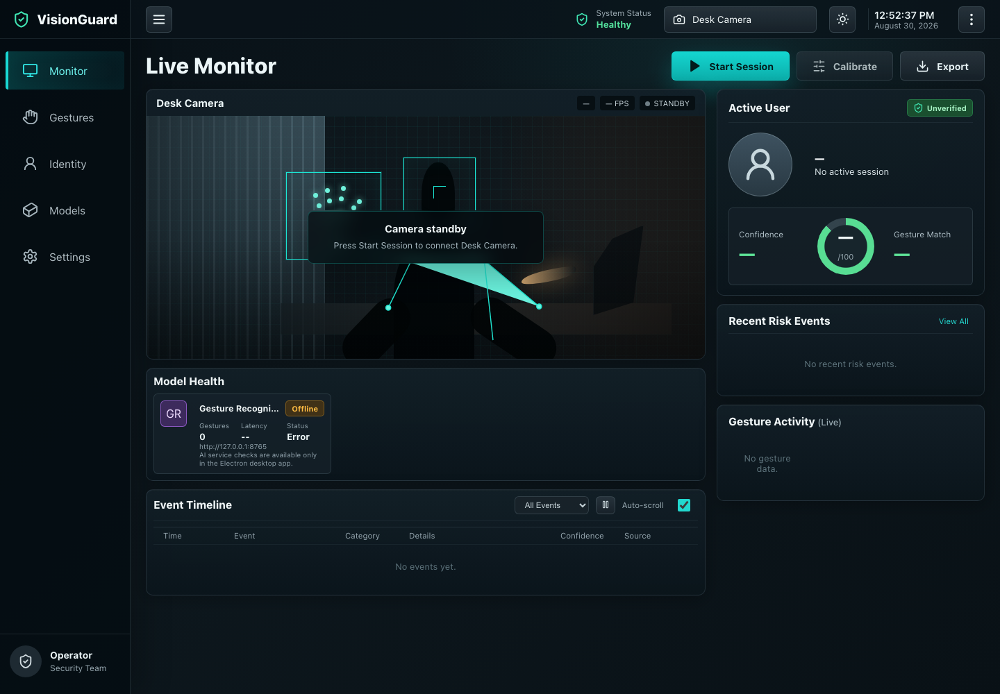 VisionGuard
System Status
Healthy
Desk Camera
12:52:37 PM
August 30, 2026
Monitor
Gestures
Identity
Models
Settings
Operator
Security Team
Live Monitor
Start Session
Calibrate
Export
Desk Camera
—
— FPS
STANDBY
Camera standby
Press Start Session to connect Desk Camera.
Model Health
GR
Gesture Recogni...
Offline
Gestures
Latency
Status
0
--
Error
http://127.0.0.1:8765
AI service checks are available only
in the Electron desktop app.
Event Timeline
All Events
Auto-scroll
Time
Event
Category
Details
Confidence
Source
No events yet.
Active User
Unverified
—
No active session
Confidence
—
—
/100
Gesture Match
—
Recent Risk Events
View All
No recent risk events.
Gesture Activity (Live)
No gesture
data.